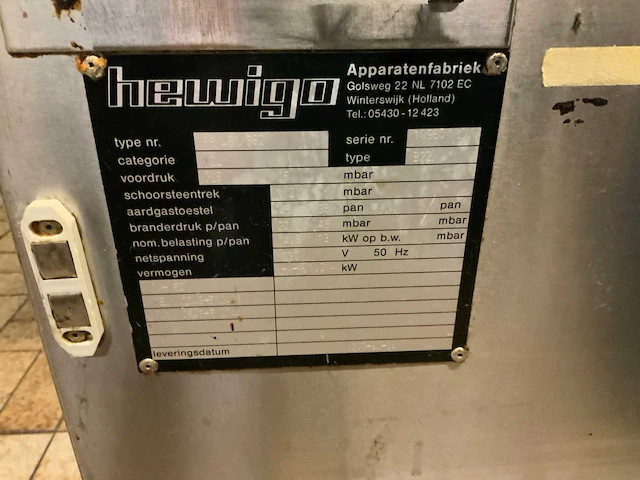 hewigo
Apparatenfabriek
Golsweg 22 NL 7102 EC
Winterswijk (Holland)
Tel.: 05430-12 423
type nr. serie nr.
categorie type
voordruk mbar
schoorsteentrek mbar
aardgastoestel pan pan
branderdruk p/pan mbar mbar
nom. belasting p/pan kW op b.w. mbar
netspanning V 50 Hz
vermogen kW
leveringsdatum